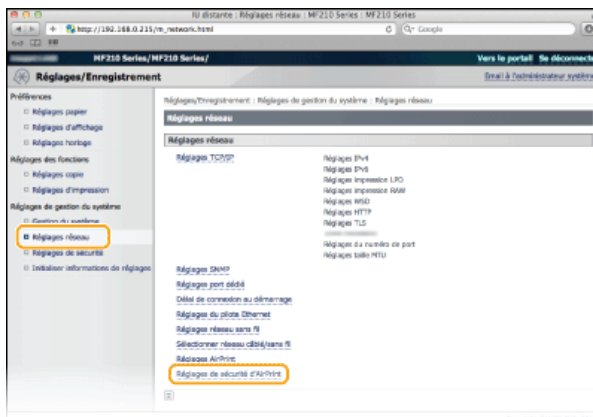 IU distante : Réglages réseau : MF210 Series : MF210 Series
http://192.168.0.215/m_network.html
Q- Google
MF210 Series/MF210 Series/
Vers le portail Se déconnect
Réglages/Enregistrement
Email à l'administrateur système
Préférences
Réglages papier
Réglages d'affichage
Réglages horloge
Réglages des fonctions
Réglages copie
Réglages d'impression
Réglages de gestion du système
Gestion du système
Réglages réseau
Réglages de sécurité
Initialiser informations de réglages
Réglages/Enregistrement : Réglages de gestion du système : Réglages réseau
Réglages réseau
Réglages réseau
Réglages TCP/IP
Réglages IPv4
Réglages IPv6
Réglages impression LPD
Réglages impression RAW
Réglages WSD
Réglages HTTP
Réglages TLS
Réglages du numéro de port
Réglages taille MTU
Réglages SNMP
Réglages port dédié
Délai de connexion au démarrage
Réglages du pilote Ethernet
Réglages réseau sans fil
Sélectionner réseau câblé/sans fil
Réglages AirPrint
Réglages de sécurité d'AirPrint